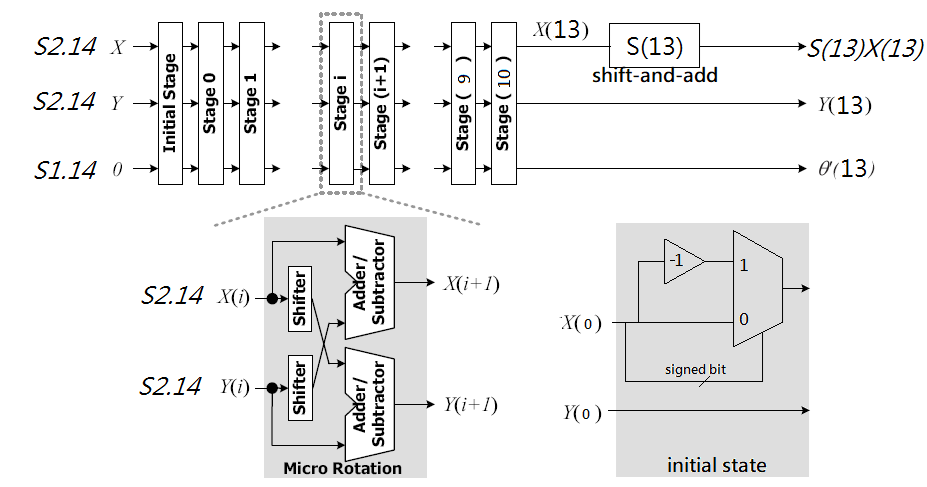 X(13)
S2.14 X
Initial Stage
Stage 0
Stage 1
Stage i
Stage (i+1)
Stage ( 9 )
Stage( 10 )
S(13)
S(13)X(13)
shift-and-add
S2.14 Y
Y(13)
S1.14 0
θ'(13)
S2.14 X(i)
Shifter
Adder/
Subtractor
X(i+1)
S2.14 Y(i)
Shifter
Adder/
Subtractor
Y(i+1)
Micro Rotation
-1
1
X(0)
0
signed bit
Y(0)
initial state